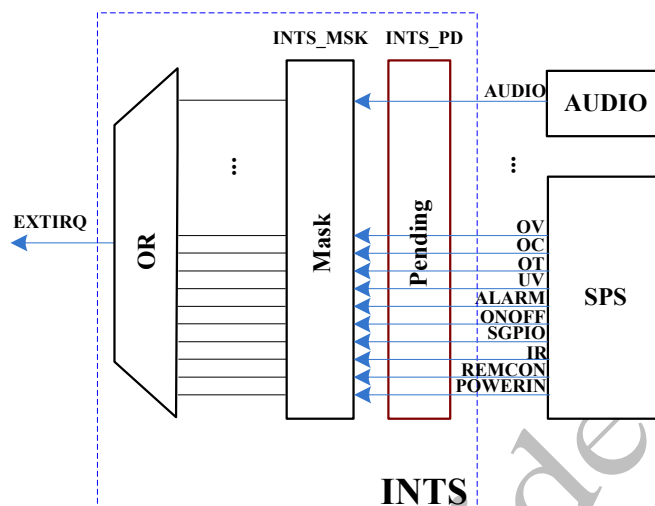 INTS_MSK INTS_PD
AUDIO
AUDIO
...
...
EXTIRQ
OR
Mask
Pending
OV
OC
OT
UV
ALARM
ONOFF
SGPIO
IR
REMCON
POWERIN
SPS
INTS
de